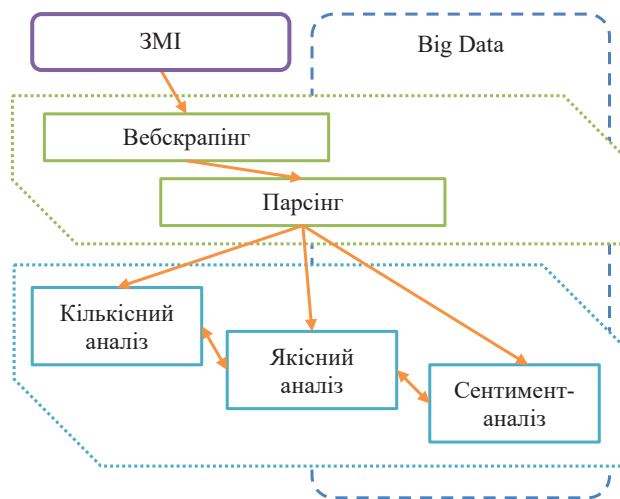 ЗМІ
Big Data
Вебскрапінг
Парсінг
Кількісний
аналіз
Якісний
аналіз
Сентимент-
аналіз